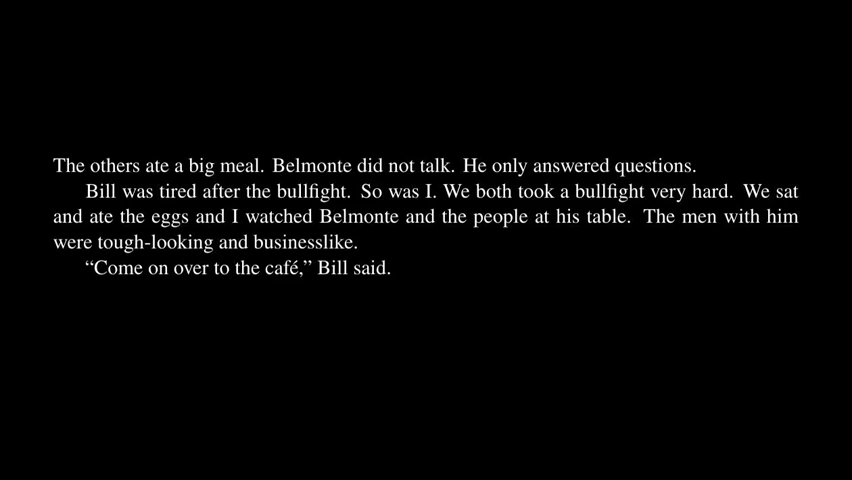 The others ate a big meal. Belmonte did not talk. He only answered questions.
Bill was tired after the bullfight. So was I. We both took a bullfight very hard. We sat
and ate the eggs and I watched Belmonte and the people at his table. The men with him
were tough-looking and businesslike.
“Come on over to the café,” Bill said.